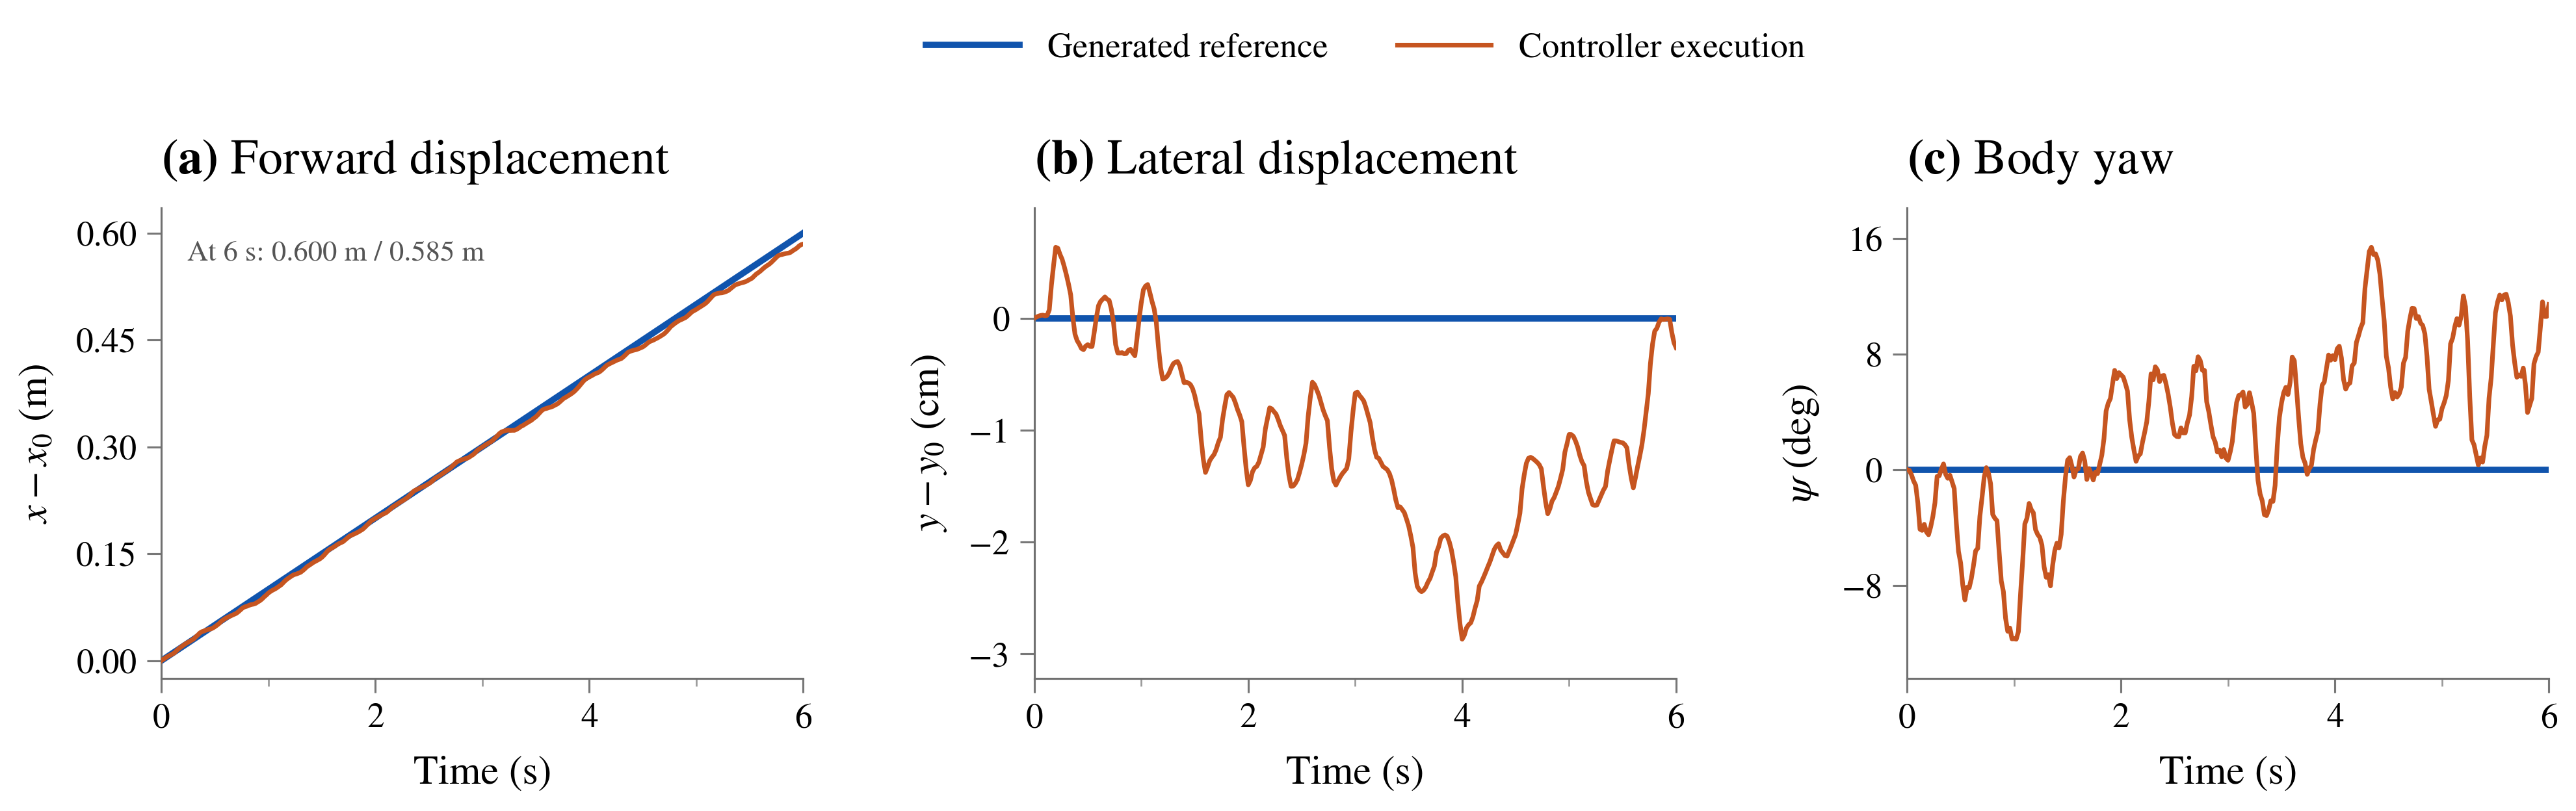 Generated reference Controller execution
(a) Forward displacement
At 6 s: 0.600 m / 0.585 m
x − x₀ (m)
0.60
0.45
0.30
0.15
0.00
0 2 4 6
Time (s)
(b) Lateral displacement
y − y₀ (cm)
0
−1
−2
−3
0 2 4 6
Time (s)
(c) Body yaw
ψ (deg)
16
8
0
−8
0 2 4 6
Time (s)